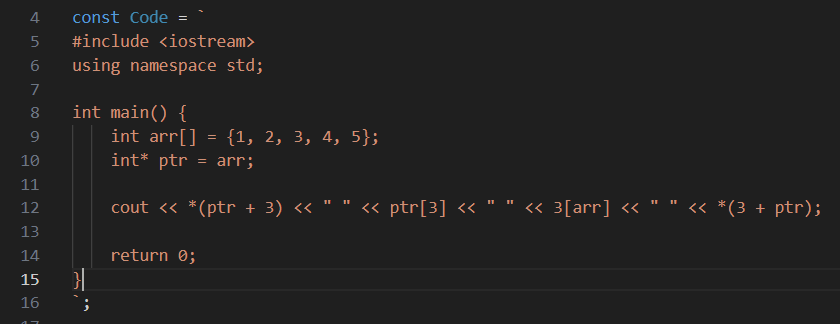 4 const Code = `
5 #include <iostream>
6 using namespace std;
7
8 int main() {
9     int arr[] = {1, 2, 3, 4, 5};
10     int* ptr = arr;
11
12     cout << *(ptr + 3) << " " << ptr[3] << " " << 3[arr] << " " << *(3 + ptr);
13
14     return 0;
15 }
16 `;
17